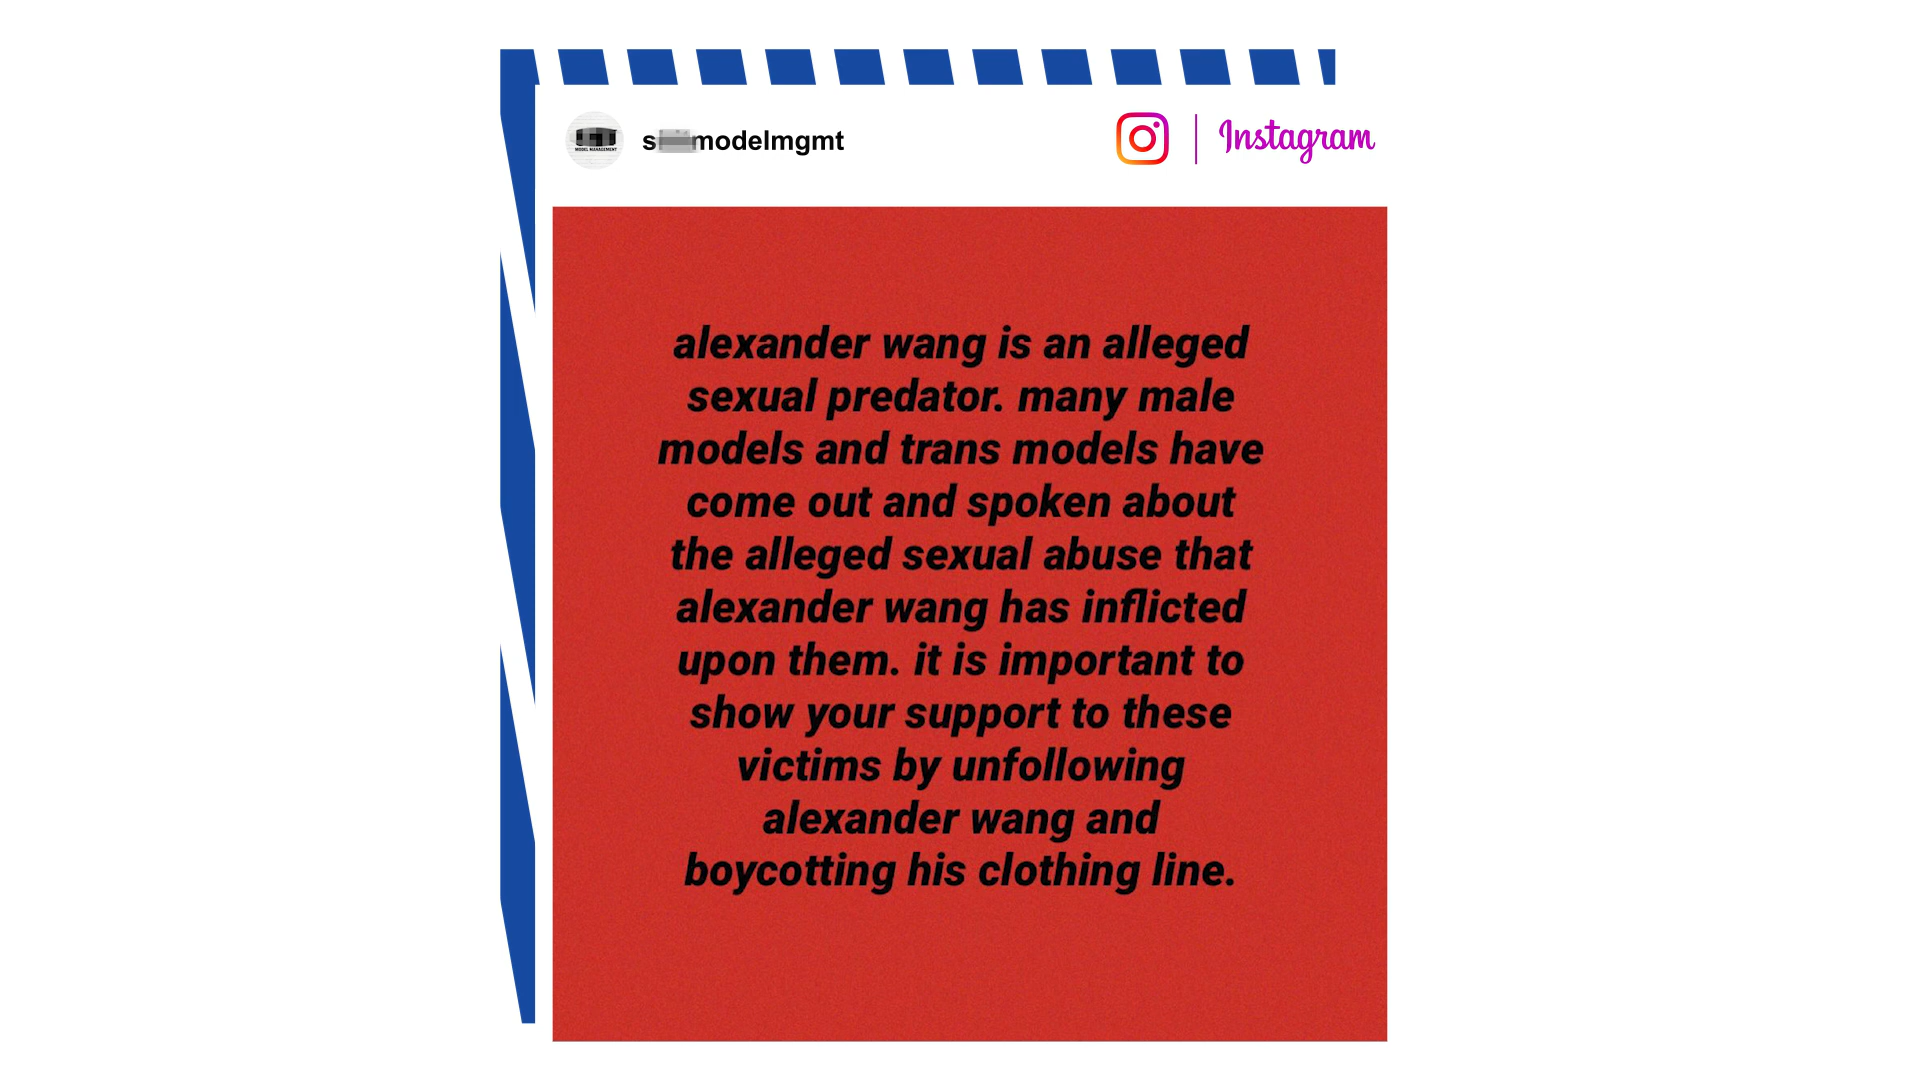 s modelmgmt
Instagram
alexander wang is an alleged
sexual predator. many male
models and trans models have
come out and spoken about
the alleged sexual abuse that
alexander wang has inflicted
upon them. it is important to
show your support to these
victims by unfollowing
alexander wang and
boycotting his clothing line.